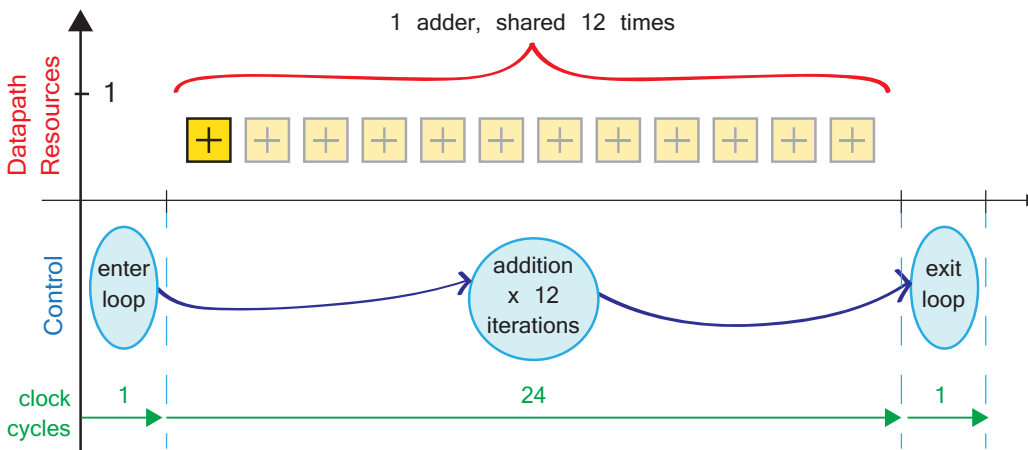 1 adder, shared 12 times
Datapath
Resources
1
+ + + + + + + + + + + +
Control
enter
loop
addition
x 12
iterations
exit
loop
clock
cycles
1
24
1